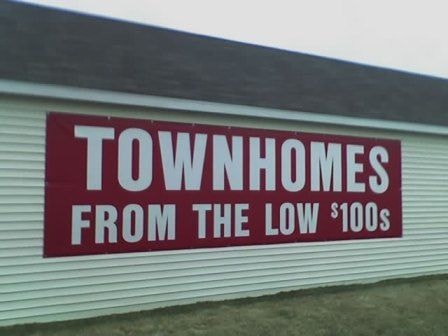 TOWNHOMES
FROM THE LOW $100s